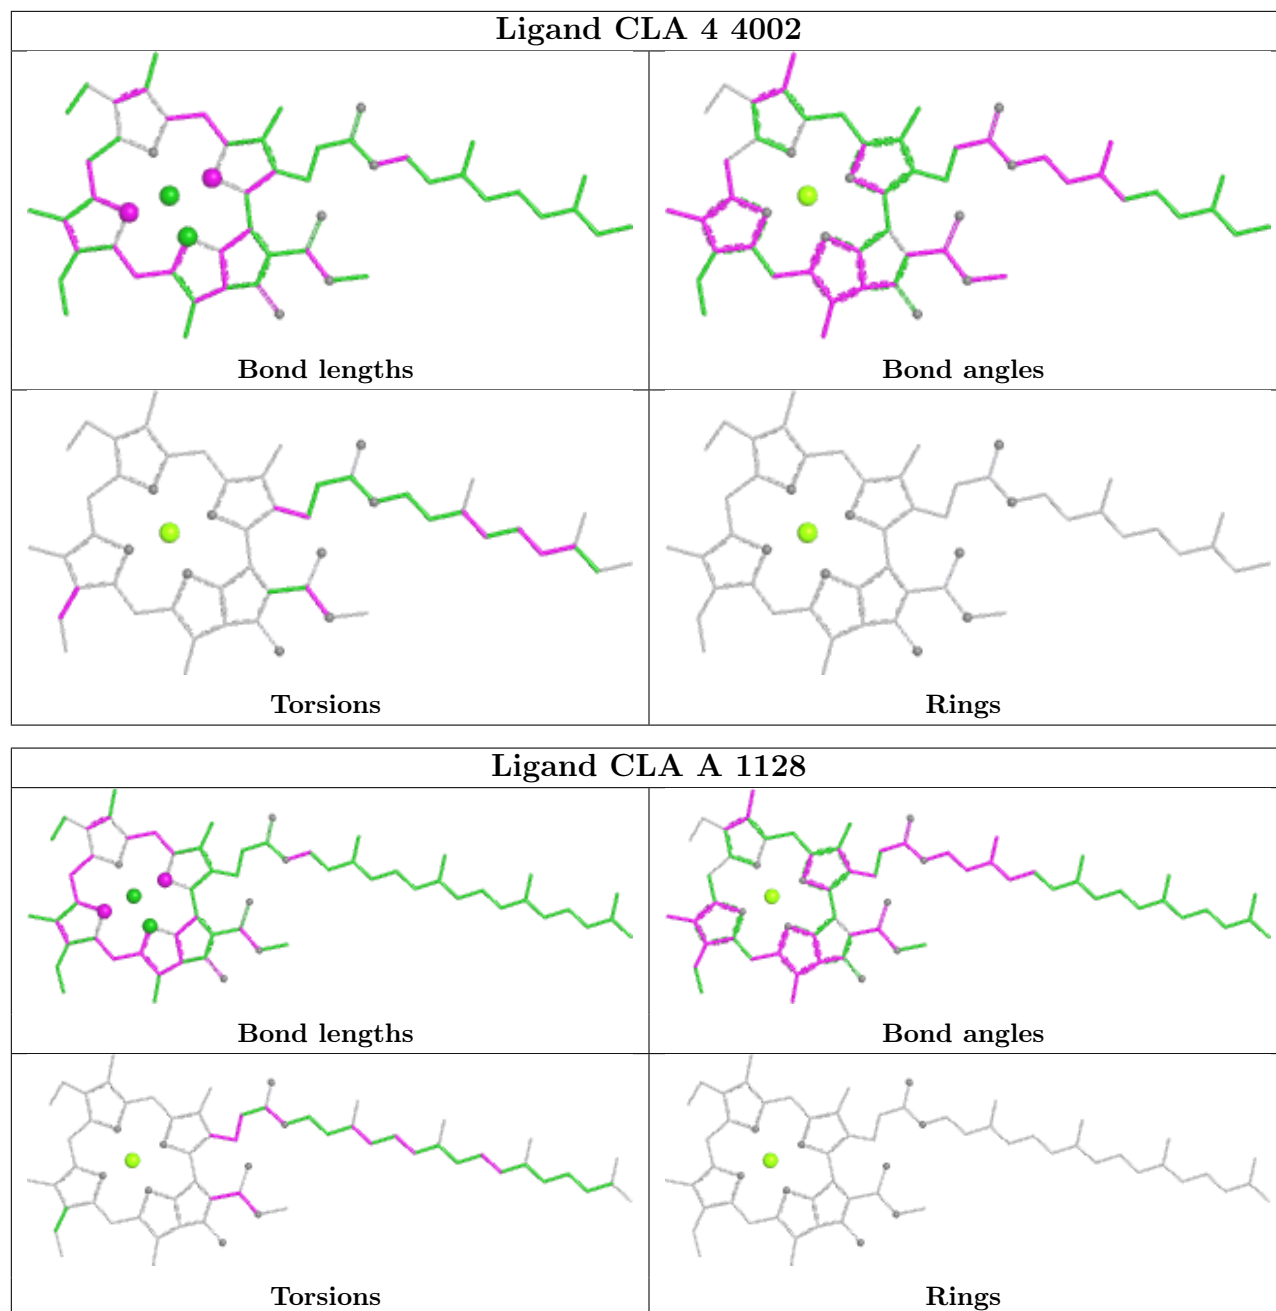 Ligand CLA 4 4002
Bond lengths
Bond angles
Torsions
Rings
Ligand CLA A 1128
Bond lengths
Bond angles
Torsions
Rings